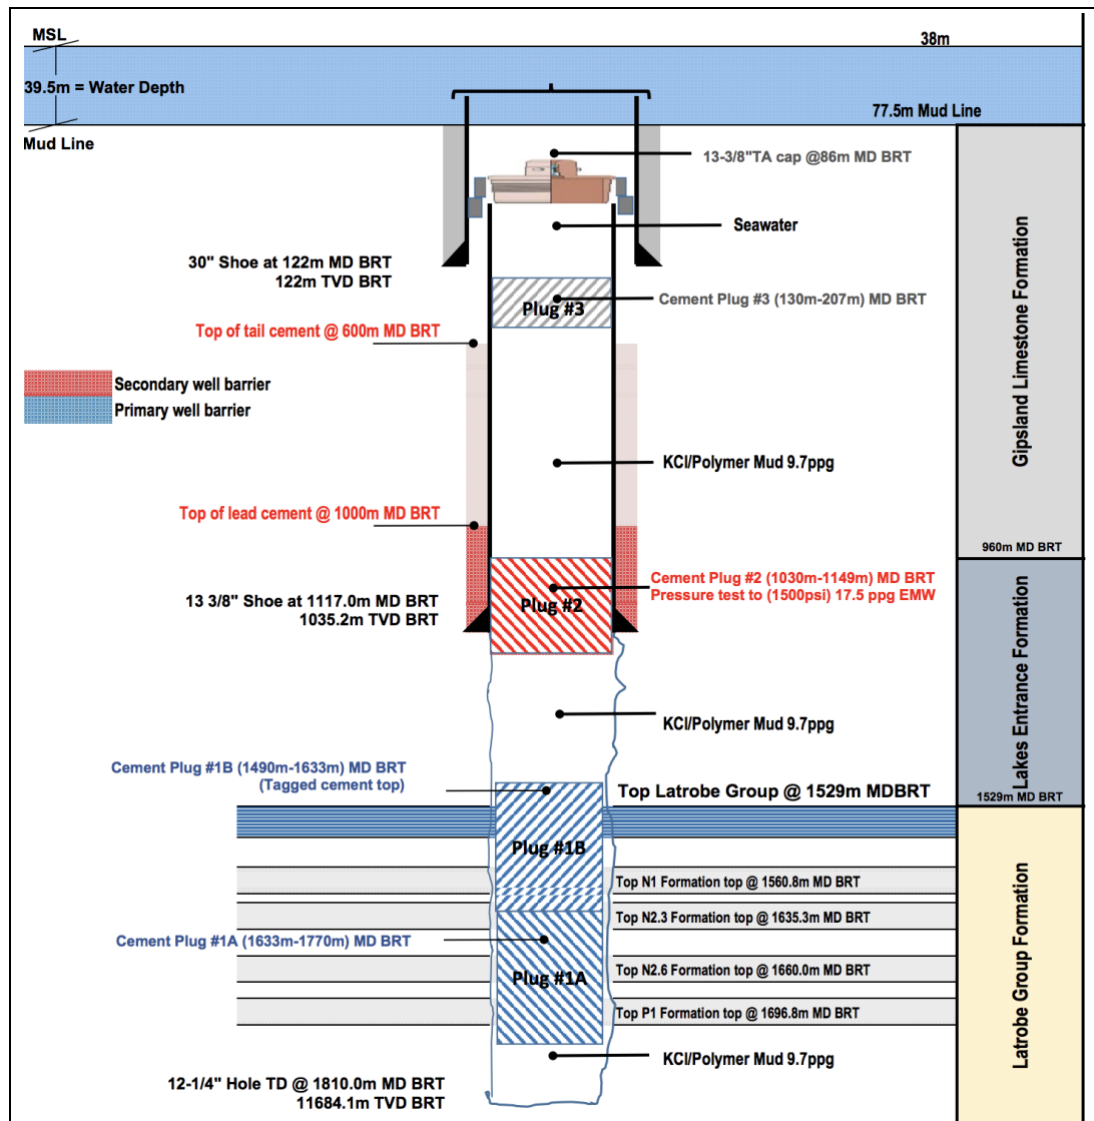 MSL
38m
39.5m = Water Depth
77.5m Mud Line
Mud Line
13-3/8"TA cap @86m MD BRT
Seawater
30" Shoe at 122m MD BRT
122m TVD BRT
Cement Plug #3 (130m-207m) MD BRT
Plug #3
Top of tail cement @ 600m MD BRT
Secondary well barrier
Primary well barrier
Gipsland Limestone Formation
KCl/Polymer Mud 9.7ppg
Top of lead cement @ 1000m MD BRT
960m MD BRT
Cement Plug #2 (1030m-1149m) MD BRT
Pressure test to (1500psi) 17.5 ppg EMW
Plug #2
13 3/8" Shoe at 1117.0m MD BRT
1035.2m TVD BRT
Lakes Entrance Formation
KCl/Polymer Mud 9.7ppg
Cement Plug #1B (1490m-1633m) MD BRT
(Tagged cement top)
Top Latrobe Group @ 1529m MDBRT
1529m MD BRT
Plug #1B
Top N1 Formation top @ 1560.8m MD BRT
Top N2.3 Formation top @ 1635.3m MD BRT
Cement Plug #1A (1633m-1770m) MD BRT
Top N2.6 Formation top @ 1660.0m MD BRT
Plug #1A
Top P1 Formation top @ 1696.8m MD BRT
Latrobe Group Formation
KCl/Polymer Mud 9.7ppg
12-1/4" Hole TD @ 1810.0m MD BRT
11684.1m TVD BRT